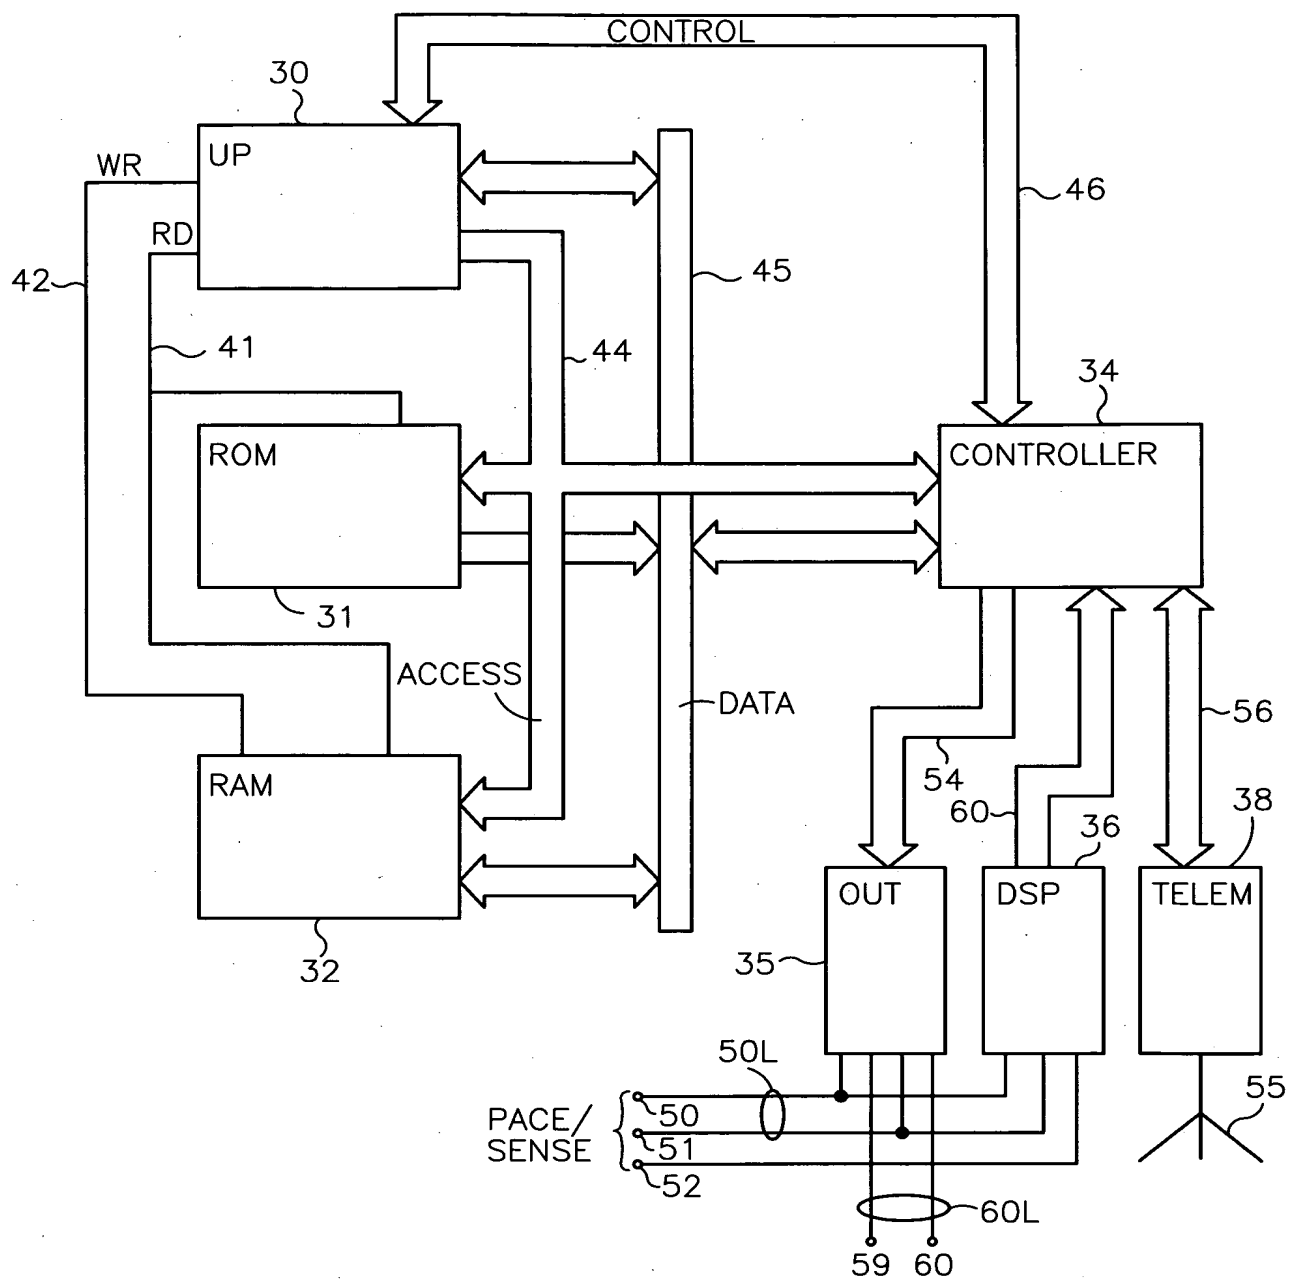 CONTROL
30
UP
WR
46
RD
45
42
41
44
34
ROM
CONTROLLER
31
ACCESS
DATA
56
54
RAM
60
36
38
OUT
DSP
TELEM
35
32
50L
55
50
PACE/
SENSE
51
52
60L
59
60